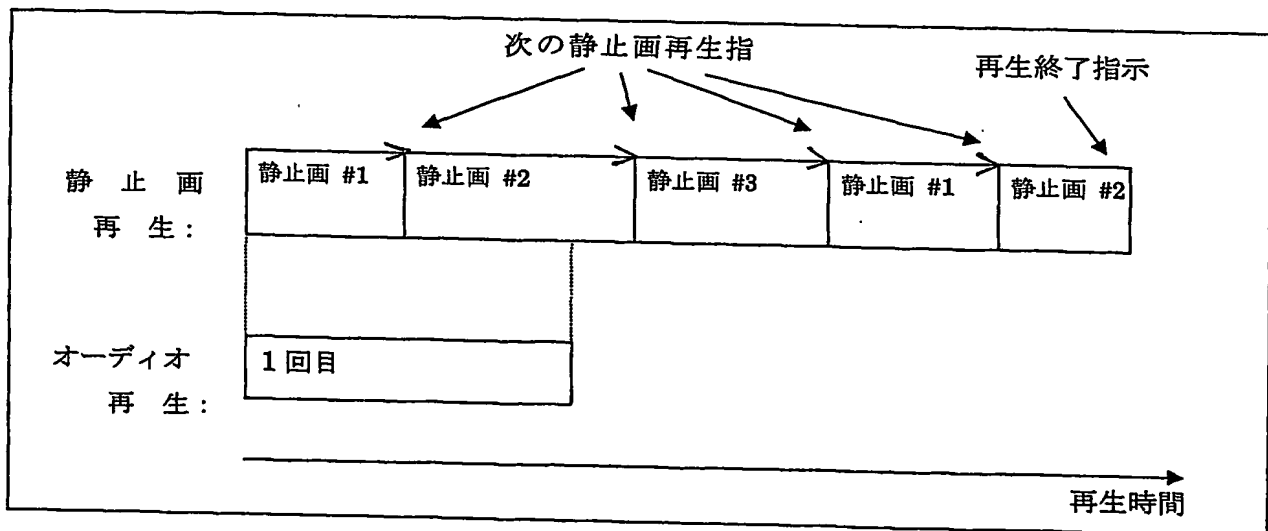 次の静止画再生指
再生終了指示
静止画
再生:
静止画 #1
静止画 #2
静止画 #3
静止画 #1
静止画 #2
オーディオ
再生:
1回目
再生時間